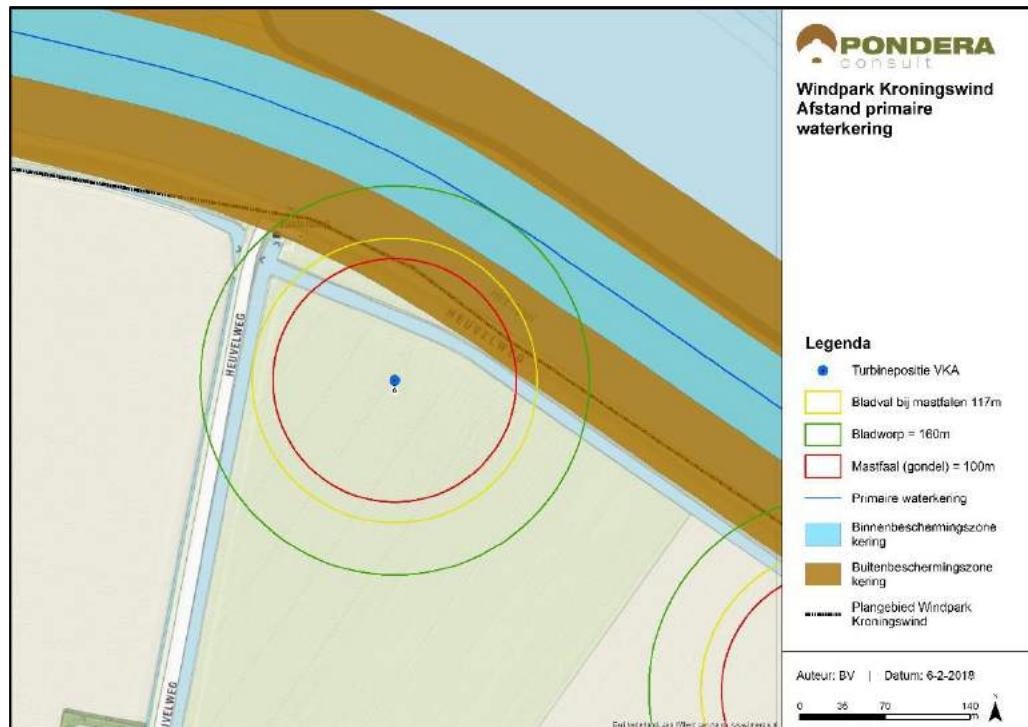 PONDERA
consult
Windpark Kroningswind
Afstand primaire
waterkering
HEUVELWEG
HEUVELWEG
6
HEUVELWEG
Legenda
Turbinepositie VKA
Bladval bij mastfalen 117m
Bladworp = 160m
Mastfaal (gondel) = 100m
Primaire waterkering
Binnenbeschermingszone
kering
Buitenbeschermingszone
kering
Plangebied Windpark
Kroningswind
Auteur: BV | Datum: 6-2-2018
0 35 70 140
m